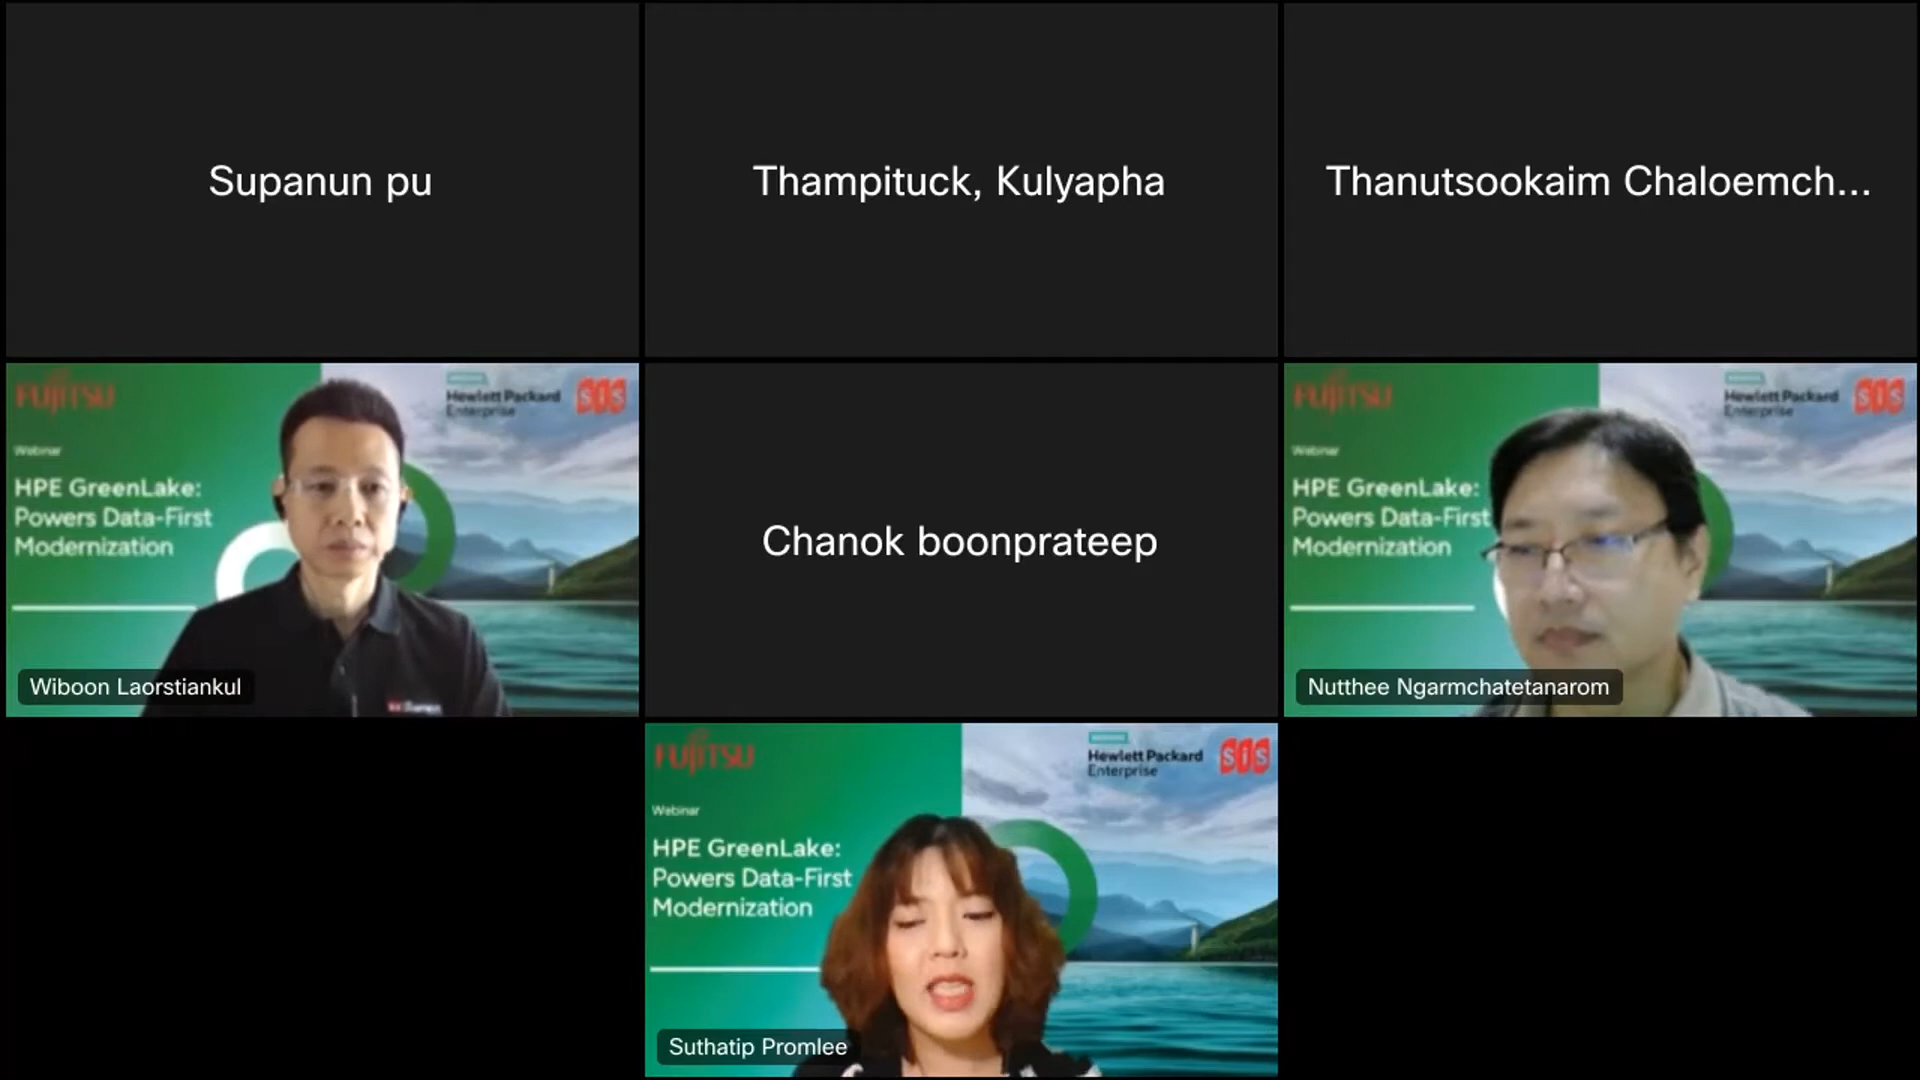 Supanun pu
Thampituck, Kulyapha
Thanutsookaim Chaloemch...
FUJITSU
Hewlett Packard
Enterprise
SiS
Webinar
HPE GreenLake:
Powers Data-First
Modernization
Wiboon Laorstiankul
Chanok boonprateep
FUJITSU
Hewlett Packard
Enterprise
SiS
Webinar
HPE GreenLake:
Powers Data-First
Modernization
Nutthee Ngarmchatetanarom
FUJITSU
Hewlett Packard
Enterprise
SiS
Webinar
HPE GreenLake:
Powers Data-First
Modernization
Suthatip Promlee